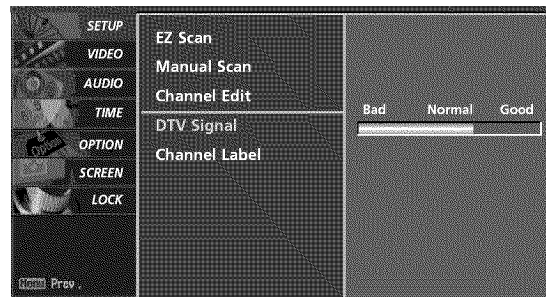 SETUP
VIDEO
AUDIO
TIME
OPTION
SCREEN
LOCK
EZ Scan
Manual Scan
Channel Edit
DTV Signal
Channel Label
Bad Normal Good
Menu Prev.